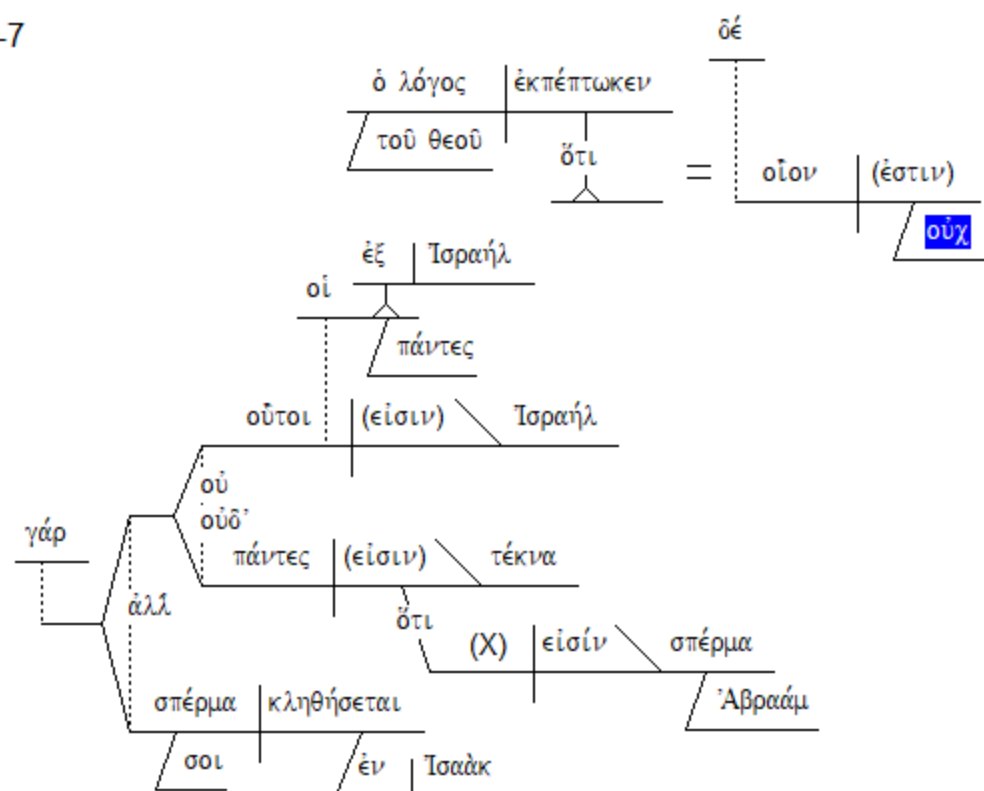 -7
δέ
ὁ λόγος ἐκπέπτωκεν
τοῦ θεοῦ
ὅτι
= οἷον (ἐστιν)
οὐχ
ἐξ Ἰσραήλ
οἱ
πάντες
οὗτοι (εἰσιν) Ἰσραήλ
οὐ
οὐδ’
γάρ
πάντες (εἰσιν) τέκνα
ἀλλ̓
ὅτι
(X) εἰσίν σπέρμα
Ἀβραάμ
σπέρμα κληθήσεται
σοι
ἐν Ἰσαὰκ